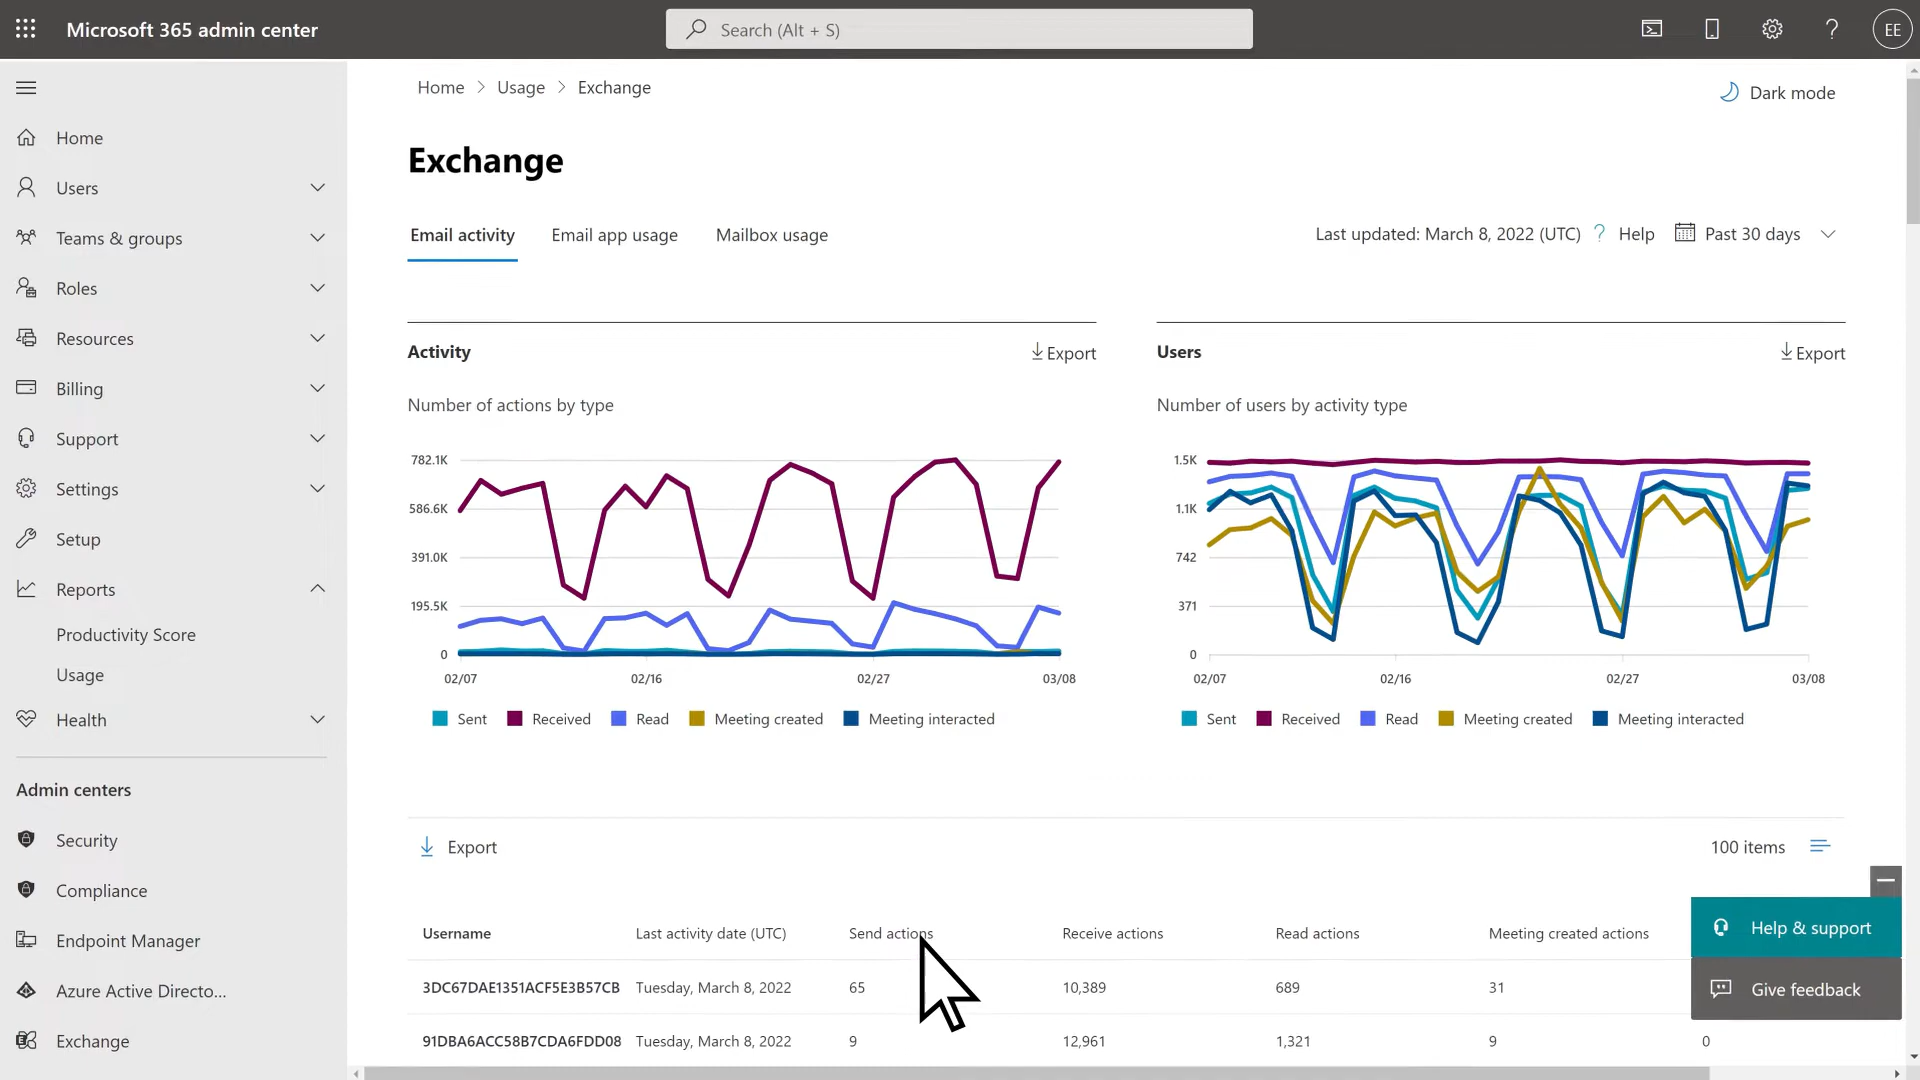 Microsoft 365 admin center
Search (Alt + S)
EE
Home
Users
Teams & groups
Roles
Resources
Billing
Support
Settings
Setup
Reports
Productivity Score
Usage
Health
Admin centers
Security
Compliance
Endpoint Manager
Azure Active Directo...
Exchange
Home > Usage > Exchange
Dark mode
Exchange
Email activity Email app usage Mailbox usage
Last updated: March 8, 2022 (UTC) ? Help Past 30 days
Activity
Export
Number of actions by type
782.1K
586.6K
391.0K
195.5K
0
02/07 02/16 02/27 03/08
Sent Received Read Meeting created Meeting interacted
Users
Export
Number of users by activity type
1.5K
1.1K
742
371
0
02/07 02/16 02/27 03/08
Sent Received Read Meeting created Meeting interacted
Export
100 items
Username Last activity date (UTC) Send actions Receive actions Read actions Meeting created actions
3DC67DAE1351ACF5E3B57CB Tuesday, March 8, 2022 65 10,389 689 31
91DBA6ACC58B7CDA6FDD08 Tuesday, March 8, 2022 9 12,961 1,321 9 0
Help & support
Give feedback